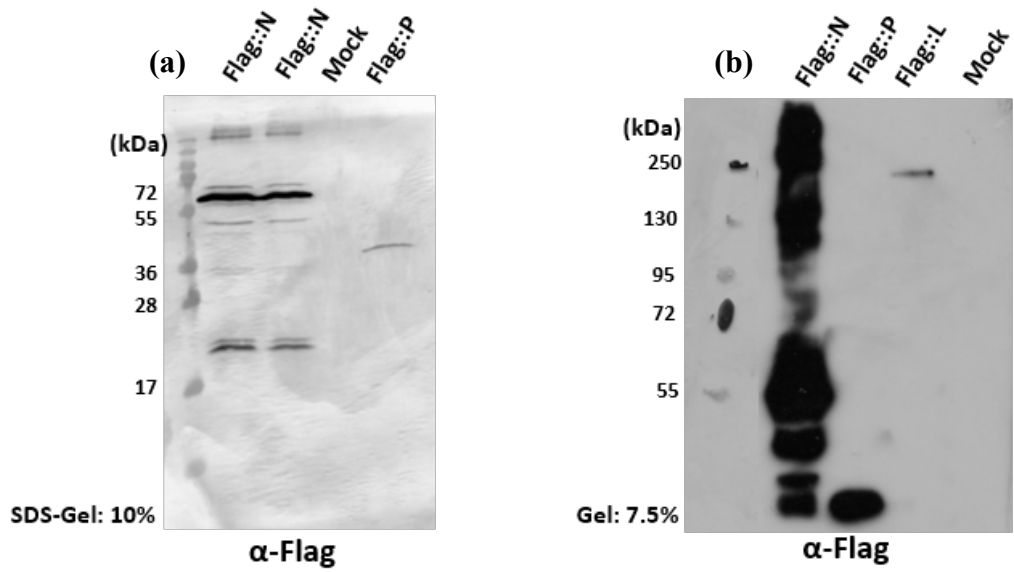 (a) Flag::N Flag::N Mock Flag::P
(kDa)
72
55
36
28
17
SDS-Gel: 10%
α-Flag
(b) Flag::N Flag::P Flag::L Mock
(kDa)
250
130
95
72
55
Gel: 7.5%
α-Flag